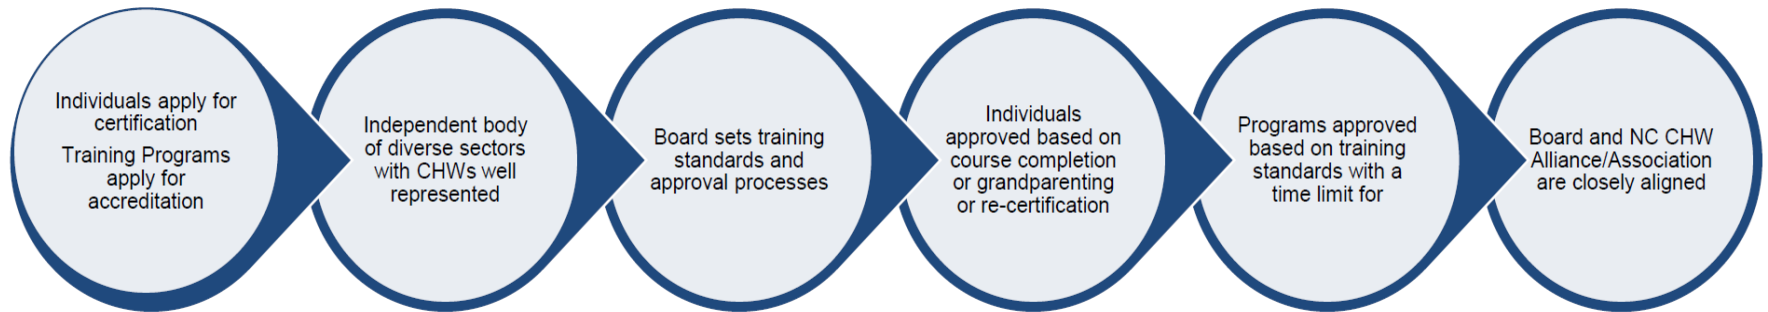 Individuals apply for
certification
Training Programs
apply for
accreditation
Independent body
of diverse sectors
with CHWs well
represented
Board sets training
standards and
approval processes
Individuals
approved based on
course completion
or grandparenting
or re-certification
Programs approved
based on training
standards with a
time limit for
Board and NC CHW
Alliance/Association
are closely aligned